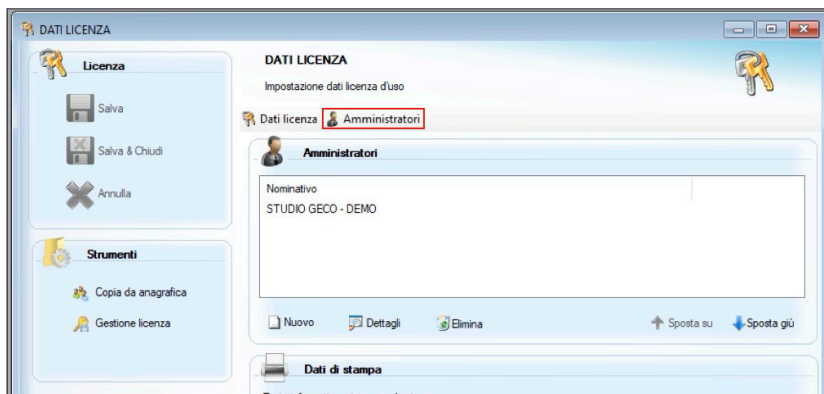 DATI LICENZA
Licenza
Salva
Salva & Chiudi
Annulla
Strumenti
Copia da anagrafica
Gestione licenza
DATI LICENZA
Impostazione dati licenza d'uso
Dati licenza Amministratori
Amministratori
Nominativo
STUDIO GECO - DEMO
Nuovo Dettagli Elimina Sposta su Sposta giù
Dati di stampa